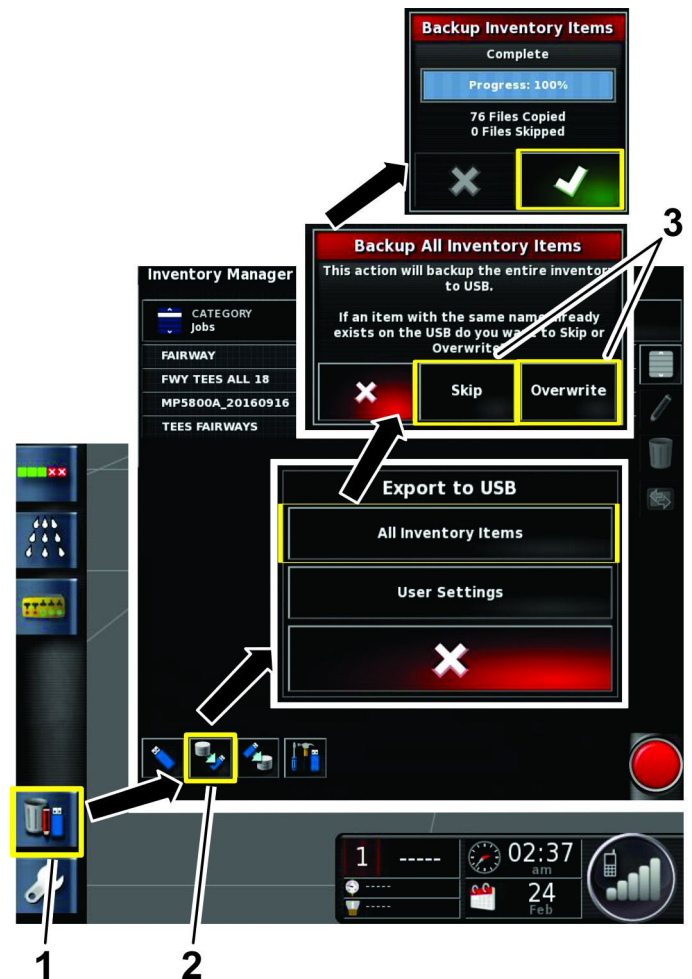 Backup Inventory Items
Complete
Progress: 100%
76 Files Copied
0 Files Skipped
3
Backup All Inventory Items
This action will backup the entire inventory
to USB.
If an item with the same name already
exists on the USB do you want to Skip or
Overwrite?
Skip
Overwrite
Inventory Manager
CATEGORY
Jobs
FAIRWAY
FWY TEES ALL 18
MP5800A_20160916
TEES FAIRWAYS
Export to USB
All Inventory Items
User Settings
1 -----
-----
-----
02:37
am
24
Feb
1
2